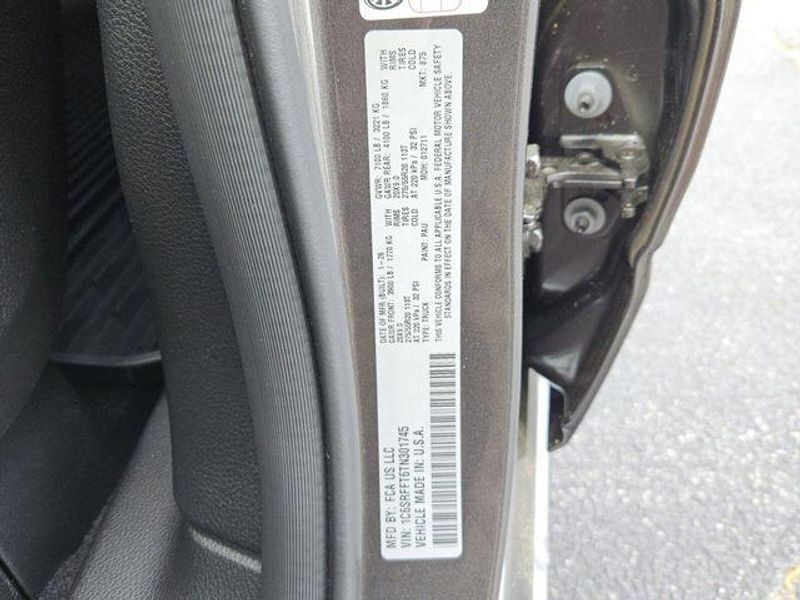 MFD BY: FCA US LLC
DATE OF MFR (BUILT): 1-26
GVWR: 7100 LB / 3221 KG
GAWR FRONT: 3900 LB / 1770 KG WITH
GAWR REAR: 4100 LB / 1860 KG WITH
20X9.0 RIMS
20X9.0 RIMS
275/55R20 113T TIRES
275/55R20 113T TIRES
AT 220 kPa / 32 PSI COLD
AT 220 kPa / 32 PSI COLD
VIN: 1C6SRFFT6TN301745
TYPE: TRUCK
PAINT: PAU
MDH: 012711
MKT: 875
VEHICLE MADE IN: U.S.A.
THIS VEHICLE CONFORMS TO ALL APPLICABLE U.S.A. FEDERAL MOTOR VEHICLE SAFETY
STANDARDS IN EFFECT ON THE DATE OF MANUFACTURE SHOWN ABOVE.